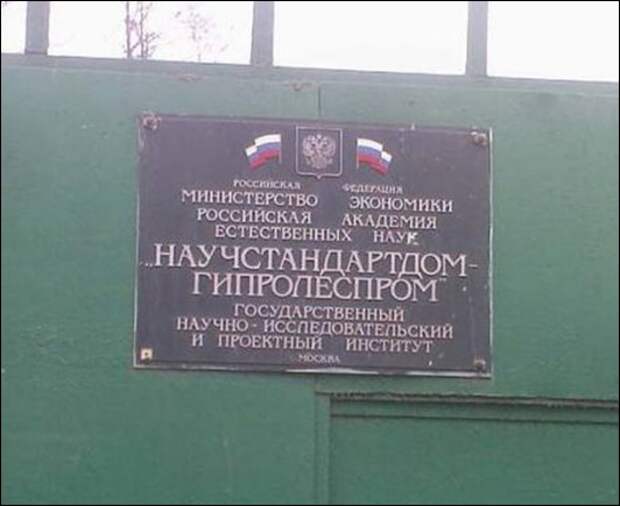 РОССИЙСКАЯ ФЕДЕРАЦИЯ
МИНИСТЕРСТВО ЭКОНОМИКИ
РОССИЙСКАЯ АКАДЕМИЯ
ЕСТЕСТВЕННЫХ НАУК
„НАУЧСТАНДАРТДОМ-
ГИПРОЛЕСПРОМ"
ГОСУДАРСТВЕННЫЙ
НАУЧНО-ИССЛЕДОВАТЕЛЬСКИЙ
И ПРОЕКТНЫЙ ИНСТИТУТ
МОСКВА